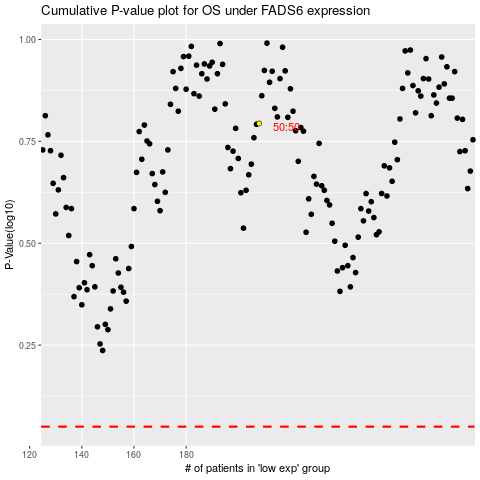 Cumulative P-value plot for OS under FADS6 expression
1.00
0.75
50:50
0.50
0.25
P-Value(log10)
120 140 160 180
# of patients in 'low exp' group